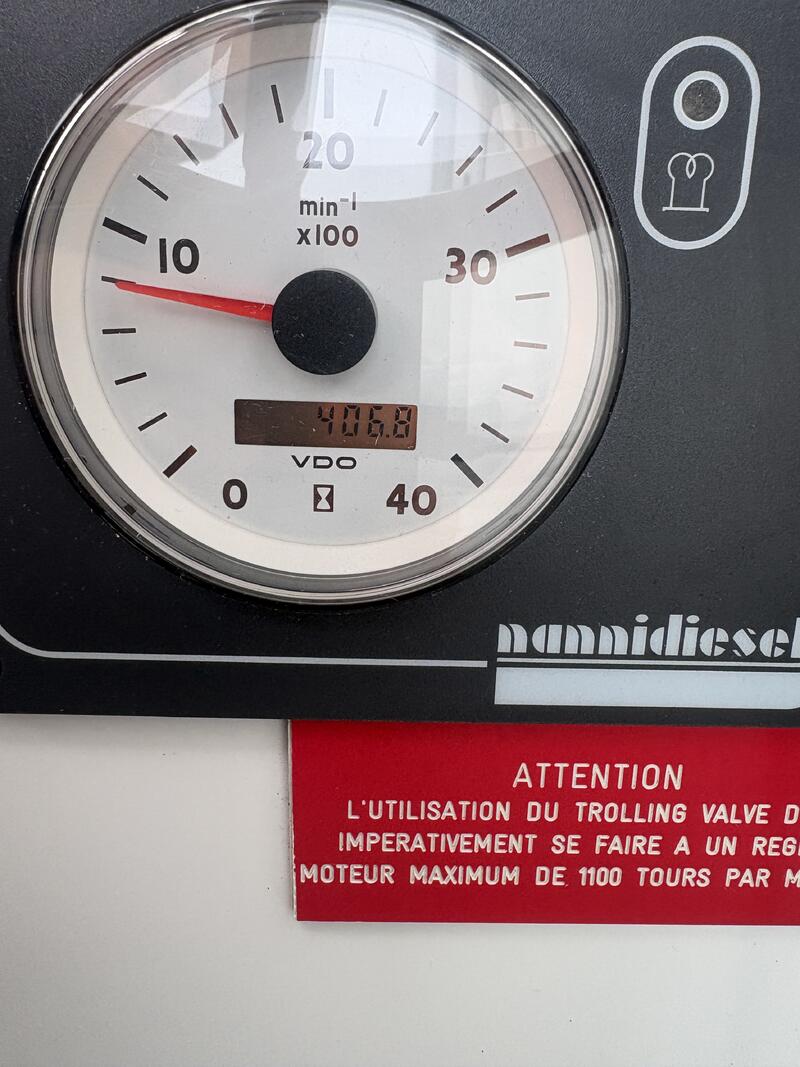 20
min⁻¹
x100
10
30
406.8
VDO
0
40
nannidiesel
ATTENTION
L'UTILISATION DU TROLLING VALVE D
IMPERATIVEMENT SE FAIRE A UN REGI
MOTEUR MAXIMUM DE 1100 TOURS PAR M